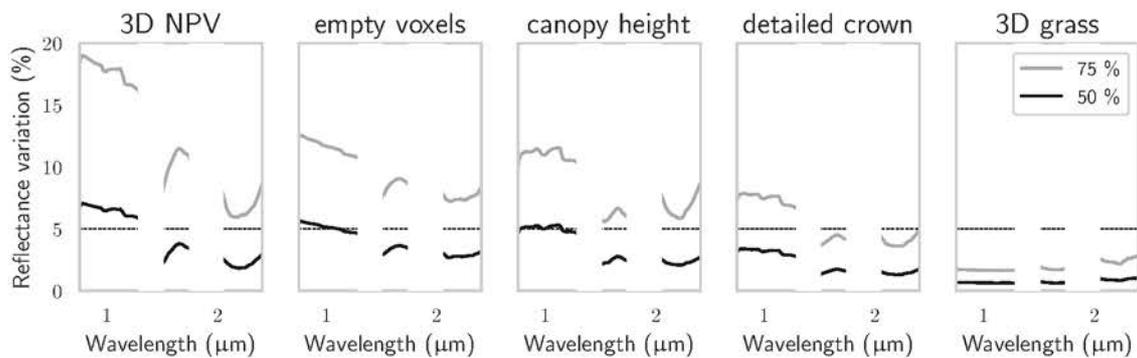 3D NPV empty voxels canopy height detailed crown 3D grass
Reflectance variation (%)
20
15
10
5
0
75 %
50 %
1 2 1 2 1 2 1 2 1 2
Wavelength (μm) Wavelength (μm) Wavelength (μm) Wavelength (μm) Wavelength (μm)